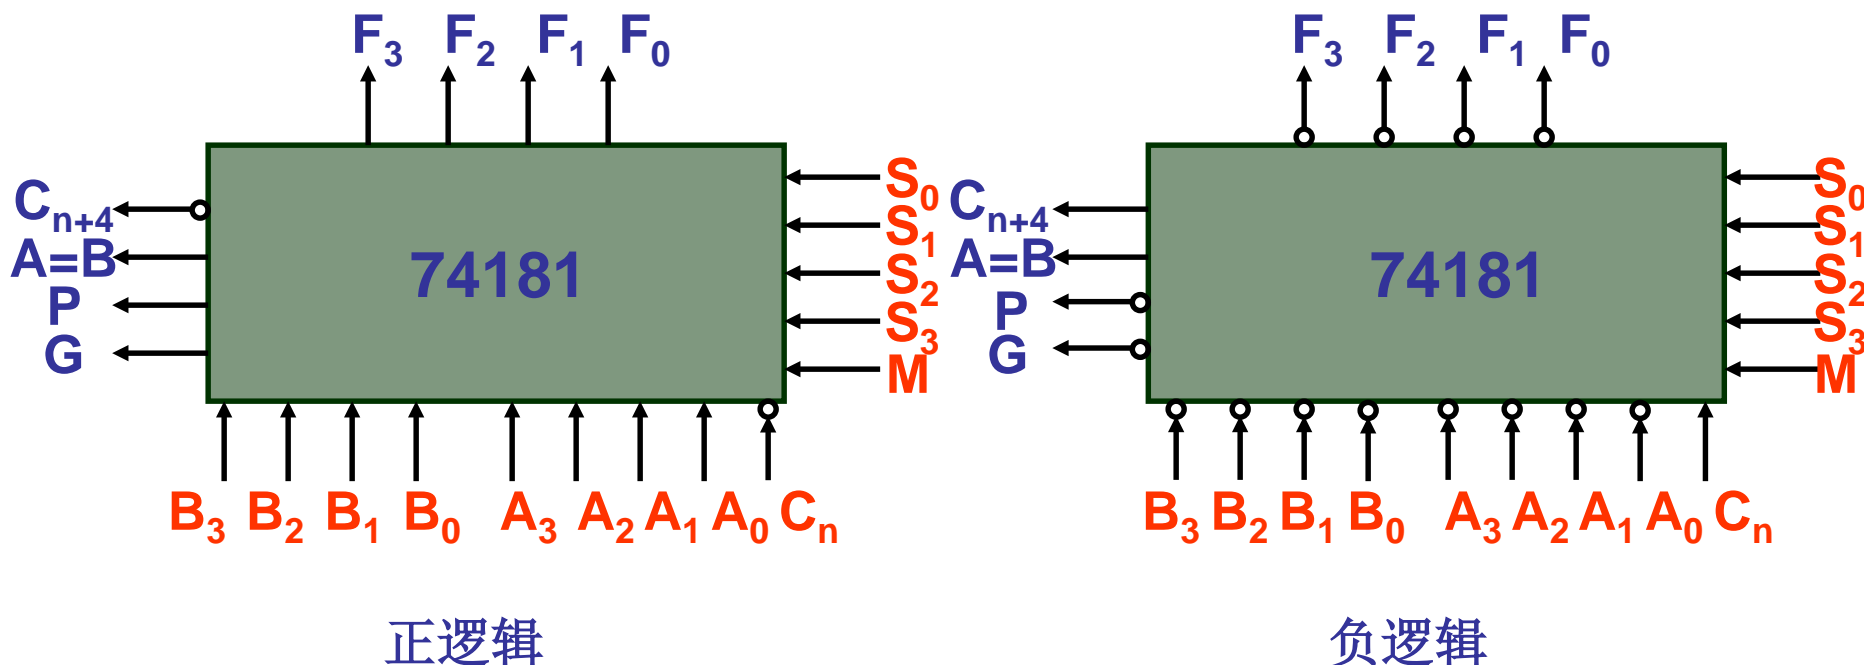 F₃ F₂ F₁ F₀ F₃ F₂ F₁ F₀
S₀ S₀
Cₙ₊₄ Cₙ₊₄
S₁ S₁
A=B 74181 A=B 74181
S₂ S₂
P P
S₃ S₃
G G
M M
B₃ B₂ B₁ B₀ A₃ A₂ A₁ A₀ Cₙ B₃ B₂ B₁ B₀ A₃ A₂ A₁ A₀ Cₙ
正逻辑 负逻辑